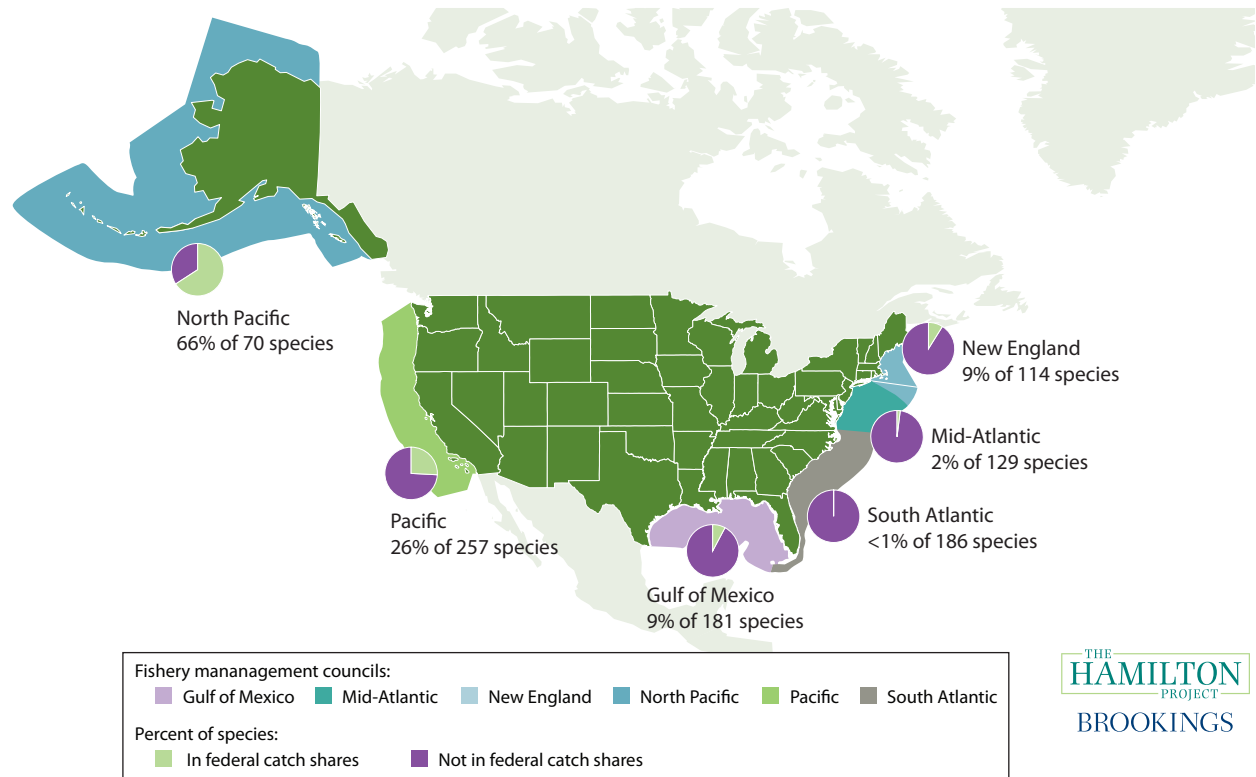 North Pacific
66% of 70 species
New England
9% of 114 species
Mid-Atlantic
2% of 129 species
Pacific
26% of 257 species
South Atlantic
<1% of 186 species
Gulf of Mexico
9% of 181 species
Fishery mananagement councils:
Gulf of Mexico Mid-Atlantic New England North Pacific Pacific South Atlantic
Percent of species:
In federal catch shares Not in federal catch shares
THE
HAMILTON
PROJECT
BROOKINGS